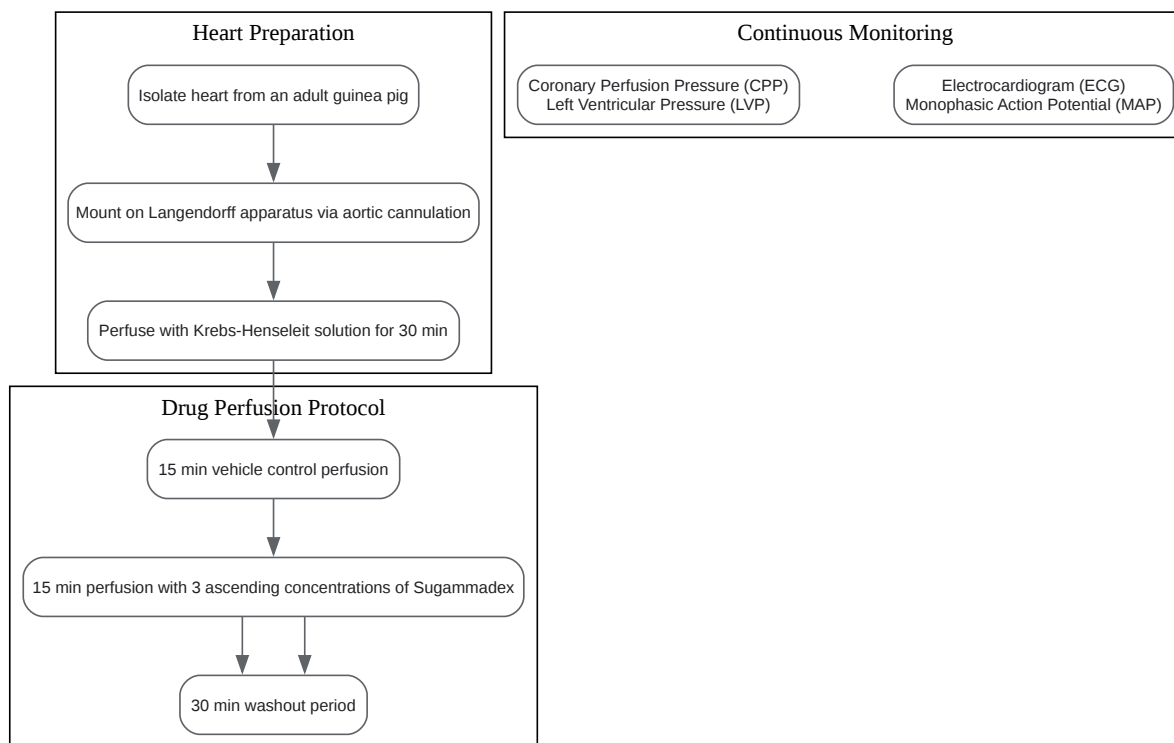 Heart Preparation
Isolate heart from an adult guinea pig
Mount on Langendorff apparatus via aortic cannulation
Perfuse with Krebs-Henseleit solution for 30 min
Drug Perfusion Protocol
15 min vehicle control perfusion
15 min perfusion with 3 ascending concentrations of Sugammadex
30 min washout period
Continuous Monitoring
Coronary Perfusion Pressure (CPP)
Left Ventricular Pressure (LVP)
Electrocardiogram (ECG)
Monophasic Action Potential (MAP)